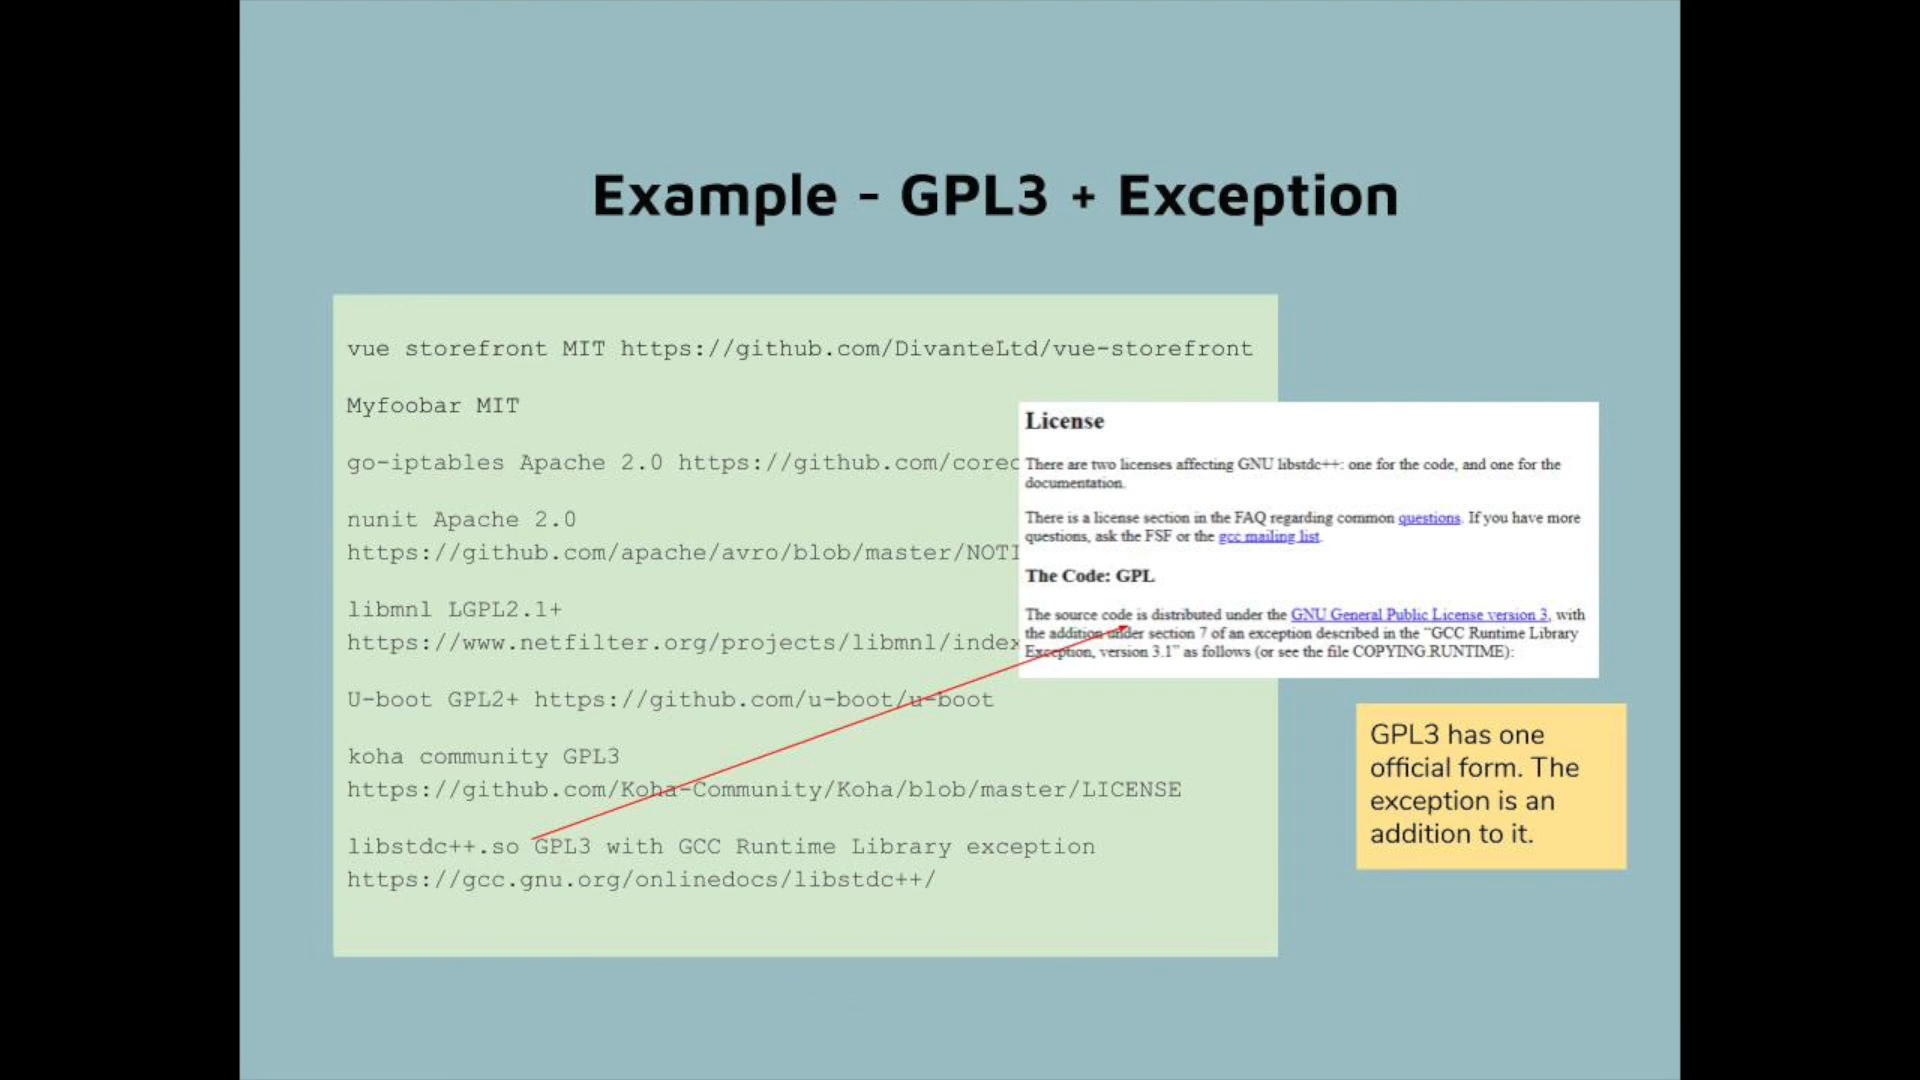 Example - GPL3 + Exception
vue storefront MIT https://github.com/DivanteLtd/vue-storefront
Myfoobar MIT
go-iptables Apache 2.0 https://github.com/coreo
nunit Apache 2.0
https://github.com/apache/avro/blob/master/NOTI
libmnl LGPL2.1+
https://www.netfilter.org/projects/libmnl/index
U-boot GPL2+ https://github.com/u-boot/u-boot
koha community GPL3
https://github.com/Koha-Community/Koha/blob/master/LICENSE
libstdc++.so GPL3 with GCC Runtime Library exception
https://gcc.gnu.org/onlinedocs/libstdc++/
License
There are two licenses affecting GNU libstdc++: one for the code, and one for the
documentation.
There is a license section in the FAQ regarding common questions. If you have more
questions, ask the FSF or the gcc mailing list.
The Code: GPL
The source code is distributed under the GNU General Public License version 3, with
the addition under section 7 of an exception described in the “GCC Runtime Library
Exception, version 3.1” as follows (or see the file COPYING.RUNTIME):
GPL3 has one
official form. The
exception is an
addition to it.